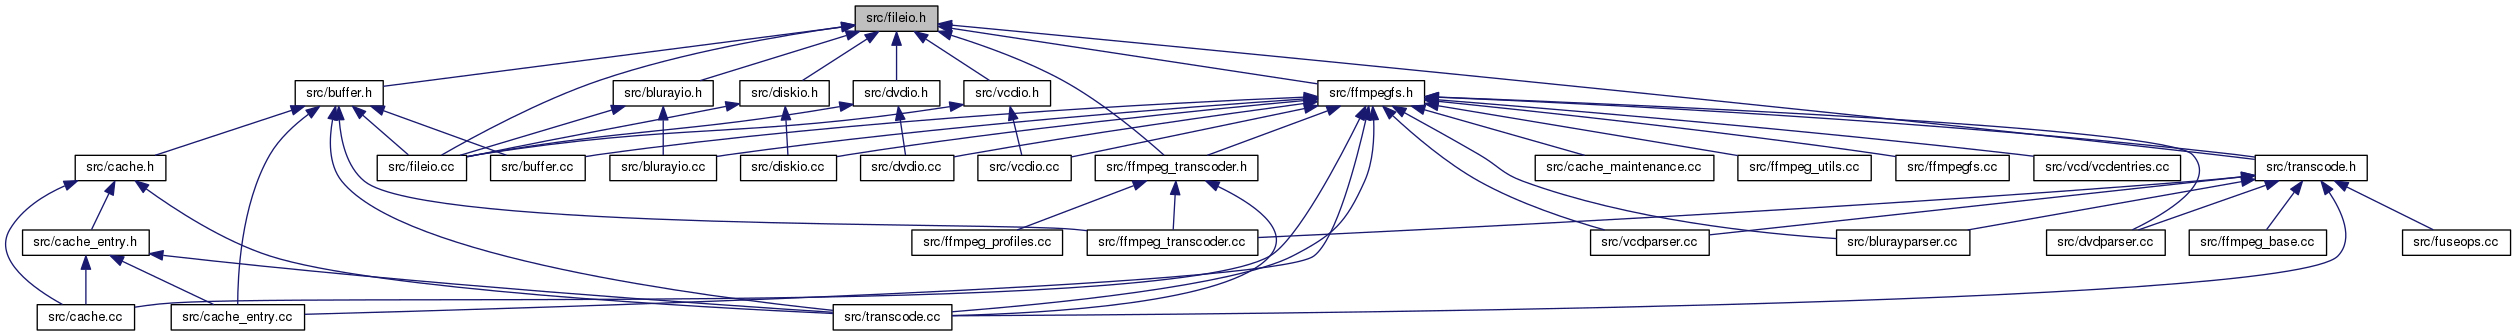 src/fileio.h
src/buffer.h
src/blurayio.h
src/diskio.h
src/dvdio.h
src/vcdio.h
src/ffmpegfs.h
src/cache.h
src/fileio.cc
src/buffer.cc
src/blurayio.cc
src/diskio.cc
src/dvdio.cc
src/vcdio.cc
src/ffmpeg_transcoder.h
src/cache_maintenance.cc
src/ffmpeg_utils.cc
src/ffmpegfs.cc
src/vcd/vcdentries.cc
src/transcode.h
src/cache_entry.h
src/ffmpeg_profiles.cc
src/ffmpeg_transcoder.cc
src/vcdparser.cc
src/blurayparser.cc
src/dvdparser.cc
src/ffmpeg_base.cc
src/fuseops.cc
src/cache.cc
src/cache_entry.cc
src/transcode.cc